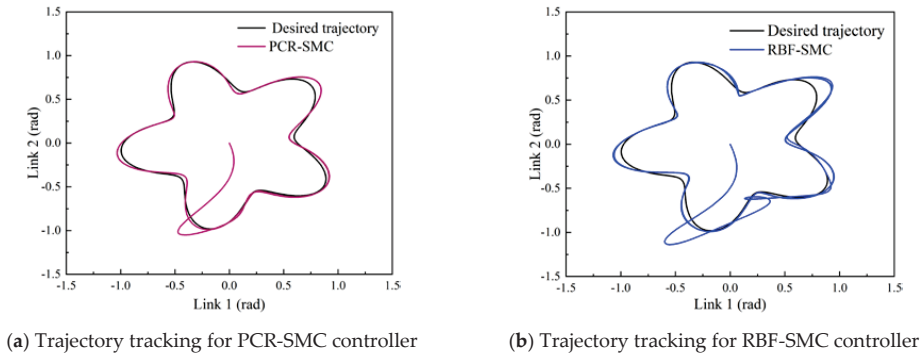 Desired trajectory
PCR-SMC
1.5
1.0
0.5
0.0
-0.5
-1.0
-1.5
Link 2 (rad)
-1.5 -1.0 -0.5 0.0 0.5 1.0 1.5
Link 1 (rad)
(a) Trajectory tracking for PCR-SMC controller
Desired trajectory
RBF-SMC
1.5
1.0
0.5
0.0
-0.5
-1.0
-1.5
Link 2 (rad)
-1.5 -1.0 -0.5 0.0 0.5 1.0 1.5
Link 1 (rad)
(b) Trajectory tracking for RBF-SMC controller